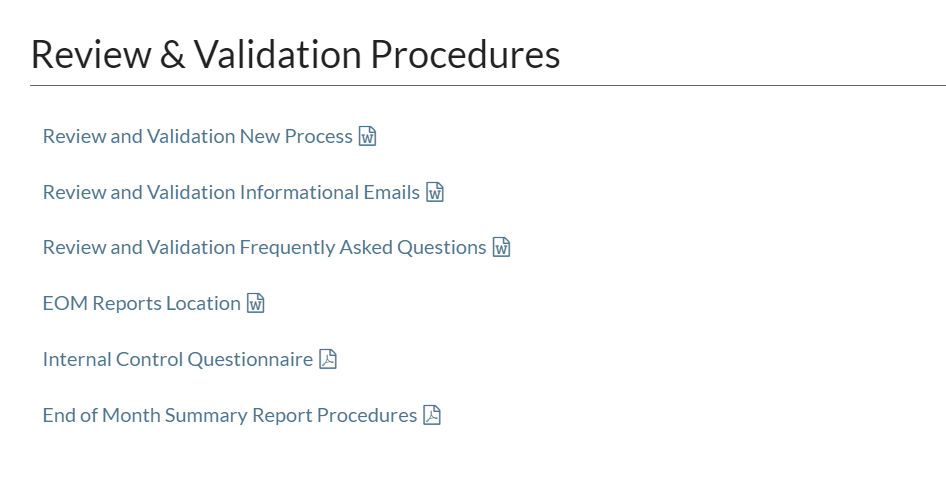 Review & Validation Procedures
Review and Validation New Process
Review and Validation Informational Emails
Review and Validation Frequently Asked Questions
EOM Reports Location
Internal Control Questionnaire
End of Month Summary Report Procedures